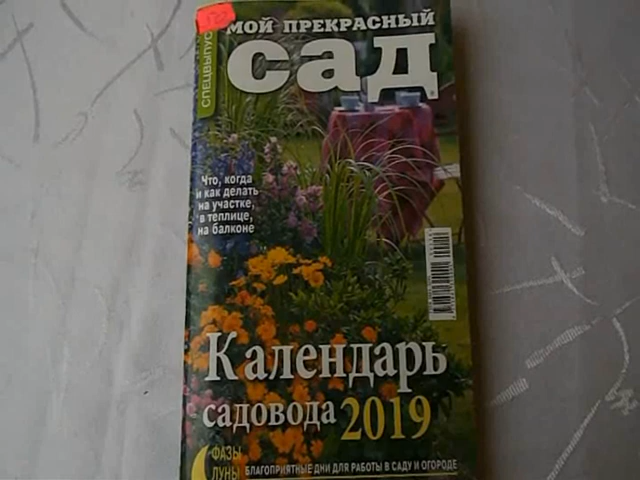 СПЕЦВЫПУСК
МОЙ ПРЕКРАСНЫЙ
сад
Что, когда
и как делать
на участке,
в теплице,
на балконе
Календарь
садовода 2019
ФАЗЫ
ЛУНЫ
БЛАГОПРИЯТНЫЕ ДНИ ДЛЯ РАБОТЫ В САДУ И ОГОРОДЕ